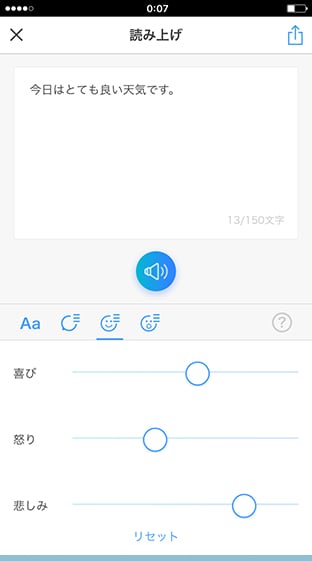 0:07
読み上げ
今日はとても良い天気です。
13/150文字
Aa
?
喜び
怒り
悲しみ
リセット